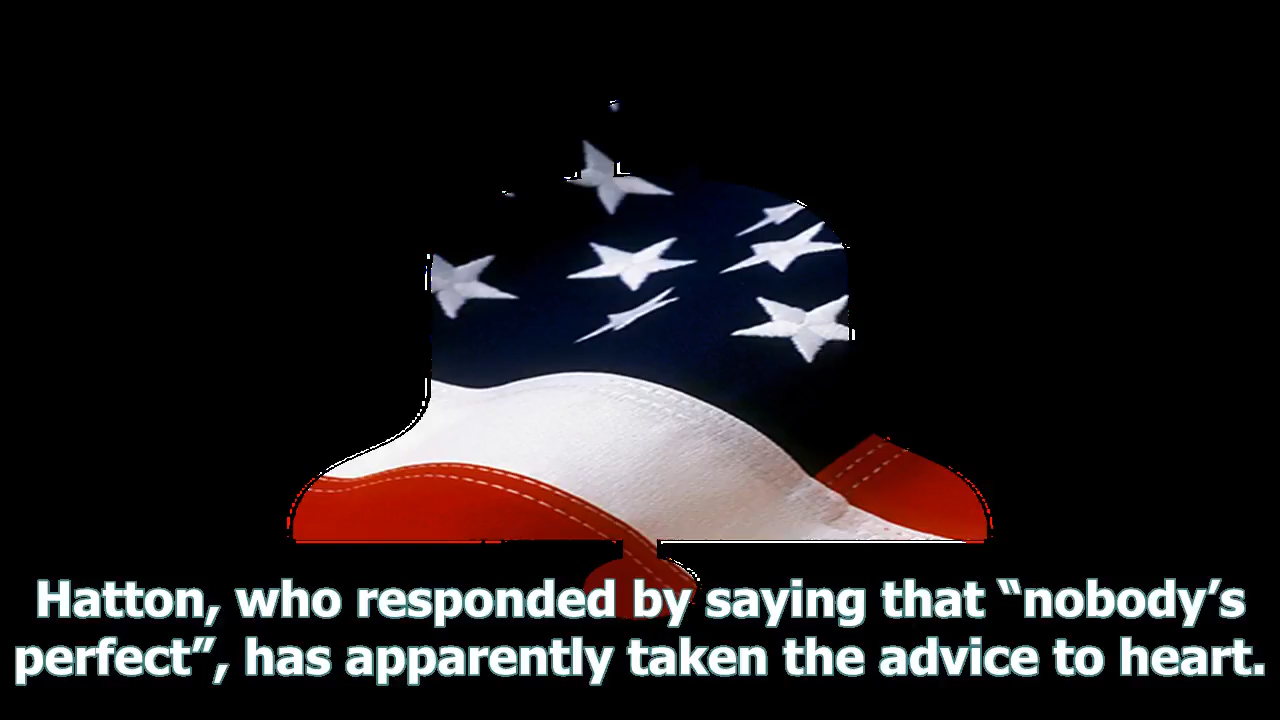 Hatton, who responded by saying that “nobody’s
perfect”, has apparently taken the advice to heart.